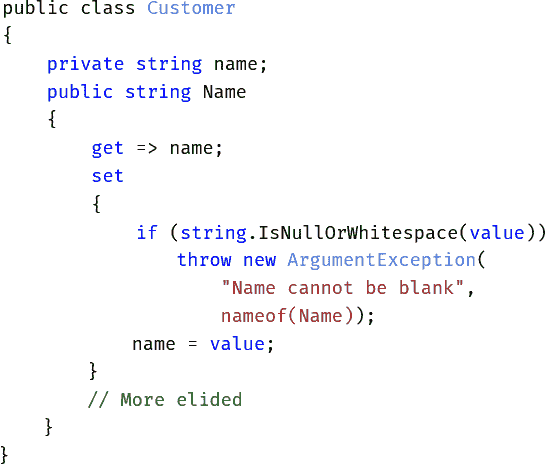 public class Customer
{
    private string name;
    public string Name
    {
        get => name;
        set
        {
            if (string.IsNullOrWhitespace(value))
                throw new ArgumentException(
                    "Name cannot be blank",
                    nameof(Name));
            name = value;
        }
        // More elided
    }
}